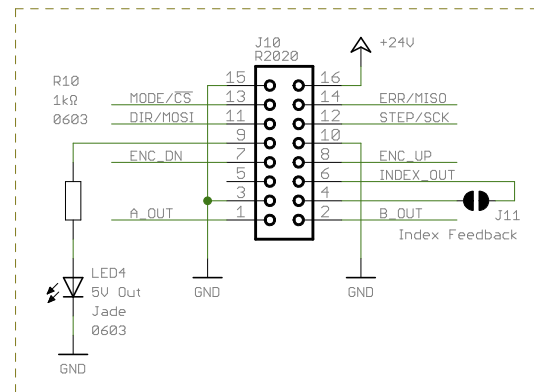 J10
R2020
+24V
R10
1kΩ
0603
15 16
MODE/C̅S̅ 13 14 ERR/MISO
DIR/MOSI 11 12 STEP/SCK
9 10
ENC_DN 7 8 ENC_UP
5 6 INDEX_OUT
3 4
A_OUT 1 2 B_OUT
J11
Index Feedback
LED4
5V Out
Jade
0603
GND
GND
GND